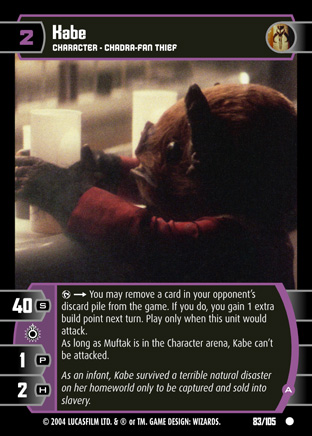 2
Kabe
CHARACTER - CHADRA-FAN THIEF
40 S
→ You may remove a card in your opponent's
discard pile from the game. If you do, you gain 1 extra
build point next turn. Play only when this unit would
attack.
1 P
As long as Muftak is in the Character arena, Kabe can't
be attacked.
2 H
As an infant, Kabe survived a terrible natural disaster
on her homeworld only to be captured and sold into
slavery.
A
© 2004 LUCASFILM LTD. & ® or TM. GAME DESIGN: WIZARDS.
83/105